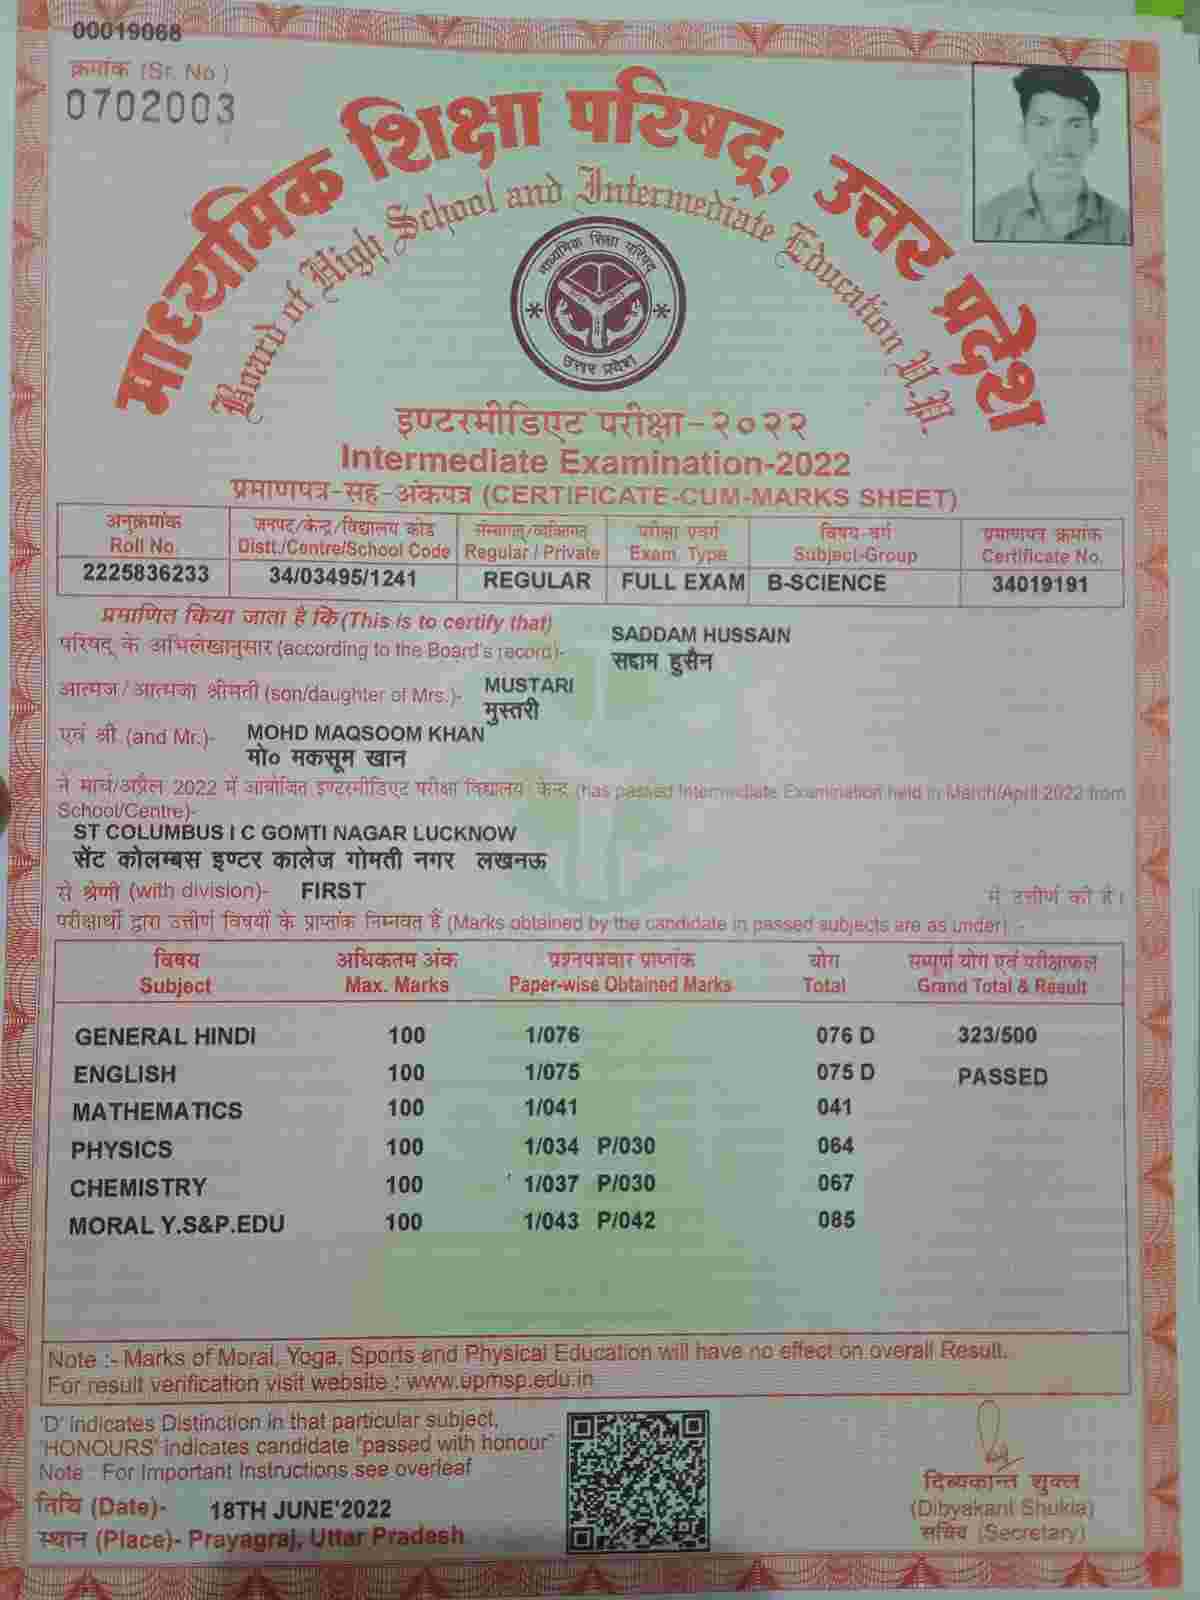 00019068
क्रमांक (Sr. No.)
0702003
माध्यमिक शिक्षा परिषद्, उत्तर प्रदेश
Board of High School and Intermediate Education U.P.
माध्यमिक शिक्षा परिषद्
उत्तर प्रदेश
इण्टरमीडिएट परीक्षा-२०२२
Intermediate Examination-2022
प्रमाणपत्र-सह-अंकपत्र (CERTIFICATE-CUM-MARKS SHEET)
अनुक्रमांक जनपद/केन्द्र/विद्यालय कोड संस्थागत/व्यक्तिगत परीक्षा प्रवर्ग विषय-वर्ग प्रमाणपत्र क्रमांक
Roll No. Distt./Centre/School Code Regular / Private Exam. Type Subject-Group Certificate No.
2225836233 34/03495/1241 REGULAR FULL EXAM B-SCIENCE 34019191
प्रमाणित किया जाता है कि (This is to certify that)
परिषद् के अभिलेखानुसार (according to the Board's record)- SADDAM HUSSAIN
सद्दाम हुसैन
आत्मज / आत्मजा श्रीमती (son/daughter of Mrs.)- MUSTARI
मुस्तरी
एवं श्री (and Mr.)- MOHD MAQSOOM KHAN
मो० मकसूम खान
ने मार्च/अप्रैल 2022 में आयोजित इण्टरमीडिएट परीक्षा विद्यालय/केन्द्र (has passed Intermediate Examination held in March/April 2022 from
School/Centre)-
ST COLUMBUS I C GOMTI NAGAR LUCKNOW
सेंट कोलम्बस इण्टर कालेज गोमती नगर लखनऊ
से श्रेणी (with division)- FIRST में उत्तीर्ण की है।
परीक्षार्थी द्वारा उत्तीर्ण विषयों के प्राप्तांक निम्नवत हैं (Marks obtained by the candidate in passed subjects are as under) :-
विषय अधिकतम अंक प्रश्नपत्रवार प्राप्तांक योग सम्पूर्ण योग एवं परीक्षाफल
Subject Max. Marks Paper-wise Obtained Marks Total Grand Total & Result
GENERAL HINDI 100 1/076 076 D 323/500
ENGLISH 100 1/075 075 D PASSED
MATHEMATICS 100 1/041 041
PHYSICS 100 1/034 P/030 064
CHEMISTRY 100 1/037 P/030 067
MORAL Y.S&P.EDU 100 1/043 P/042 085
Note :- Marks of Moral, Yoga, Sports and Physical Education will have no effect on overall Result.
For result verification visit website : www.upmsp.edu.in
'D' indicates Distinction in that particular subject,
'HONOURS' indicates candidate "passed with honour"
Note : For Important Instructions see overleaf
तिथि (Date)- 18TH JUNE'2022
स्थान (Place)- Prayagraj, Uttar Pradesh
दिब्यकान्त शुक्ल
(Dibyakant Shukla)
सचिव (Secretary)